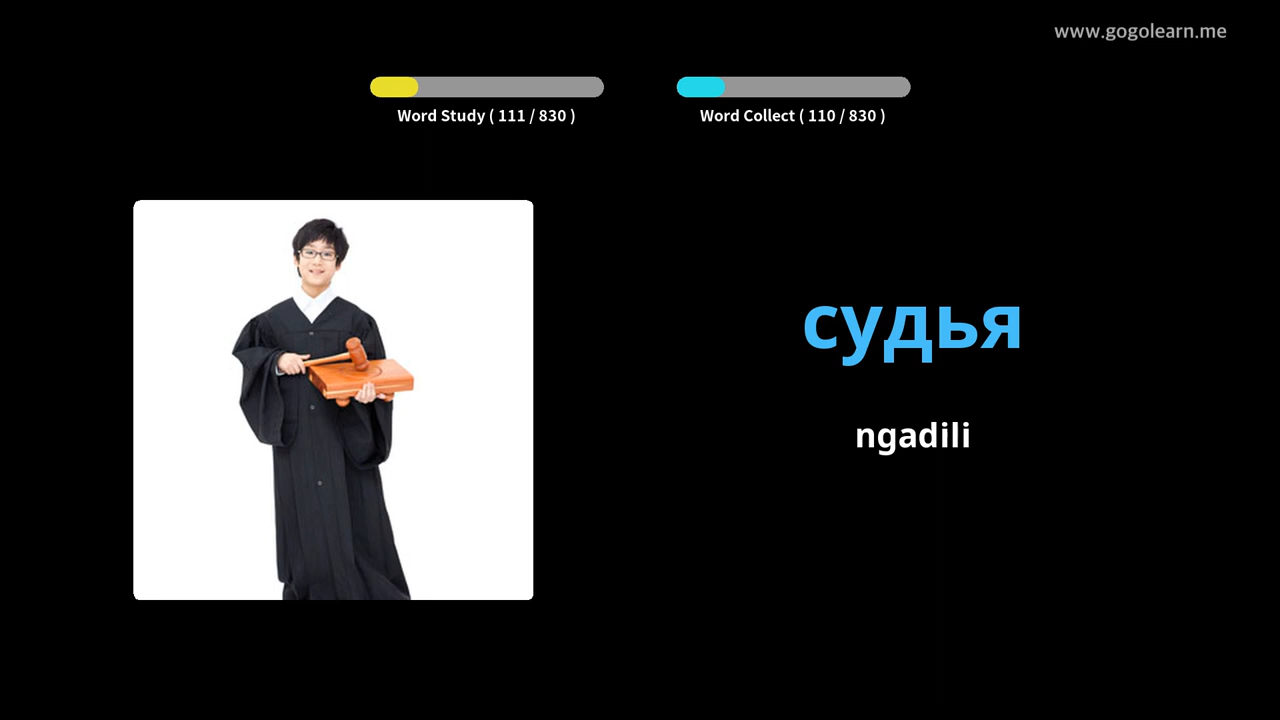 www.gogolearn.me
Word Study ( 111 / 830 )
Word Collect ( 110 / 830 )
судья
ngadili